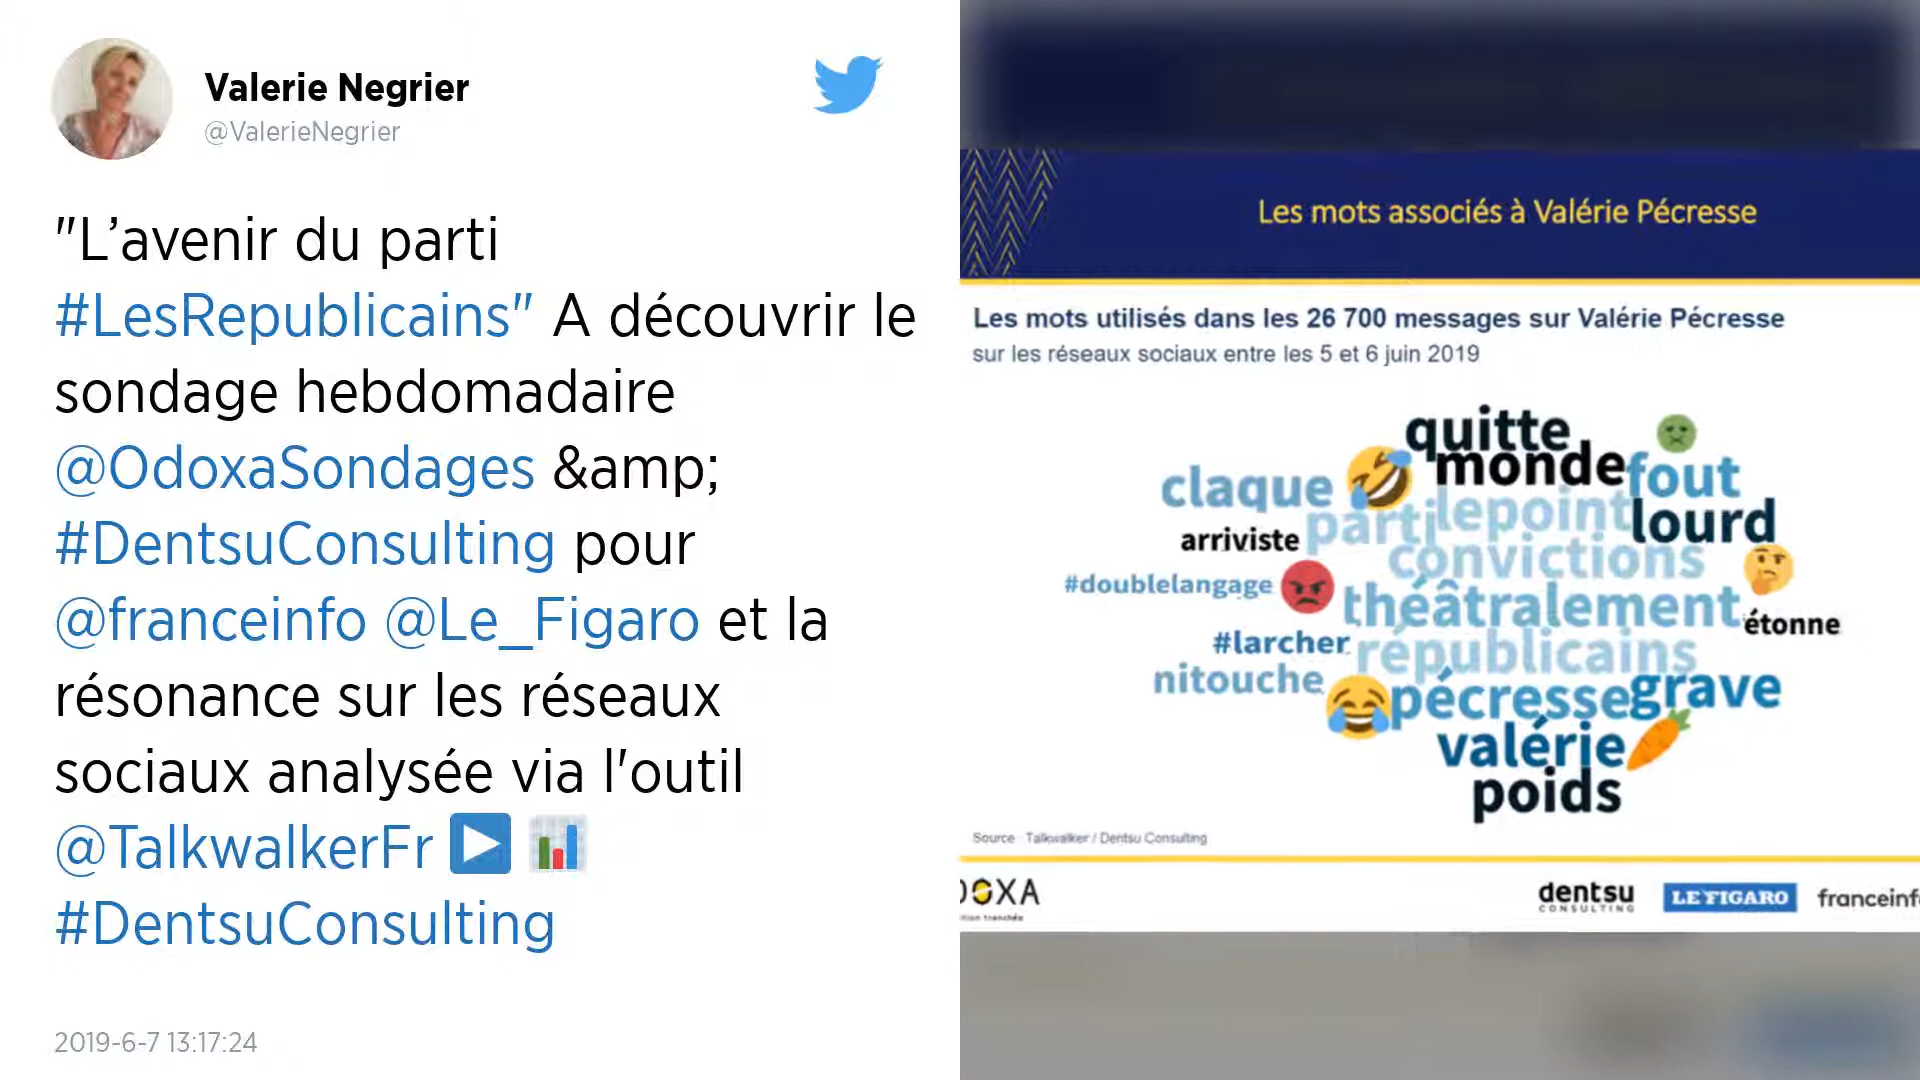 Valerie Negrier
@ValerieNegrier
"L’avenir du parti
#LesRepublicains" A découvrir le
sondage hebdomadaire
@OdoxaSondages &amp;
#DentsuConsulting pour
@franceinfo @Le_Figaro et la
résonance sur les réseaux
sociaux analysée via l'outil
@TalkwalkerFr
#DentsuConsulting
2019-6-7 13:17:24
Les mots associés à Valérie Pécresse
Les mots utilisés dans les 26 700 messages sur Valérie Pécresse
sur les réseaux sociaux entre les 5 et 6 juin 2019
quitte
monde
fout
claque
lepoint
lourd
parti
arriviste
convictions
#doublelangage
théâtralement
étonne
#larcher
républicains
nitouche
pécresse
grave
valérie
poids
Source Talkwalker / Dentsu Consulting
DOXA
dentsu
CONSULTING
LE FIGARO
franceinf